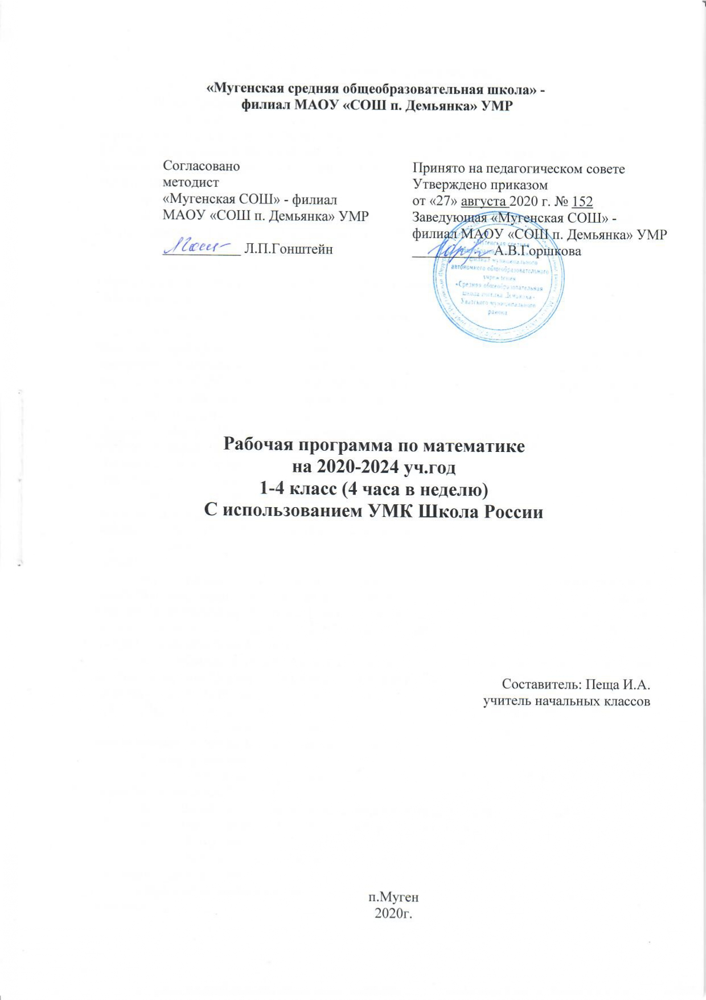 «Мугенская средняя общеобразовательная школа» -
филиал МАОУ «СОШ п. Демьянка» УМР
Согласовано
методист
«Мугенская СОШ» - филиал
МАОУ «СОШ п. Демьянка» УМР
Л.П.Гонштейн
Принято на педагогическом совете
Утверждено приказом
от «27» августа 2020 г. № 152
Заведующая «Мугенская СОШ» -
филиал МАОУ «СОШ п. Демьянка» УМР
А.В.Горшкова
«Мугенская средняя
филиал муниципального
автономного общеобразовательного
учреждения
«Средняя общеобразовательная
школа поселка Демьянка»
Уватского муниципального
района
Рабочая программа по математике
на 2020-2024 уч.год
1-4 класс (4 часа в неделю)
С использованием УМК Школа России
Составитель: Пеща И.А.
учитель начальных классов
п.Муген
2020г.